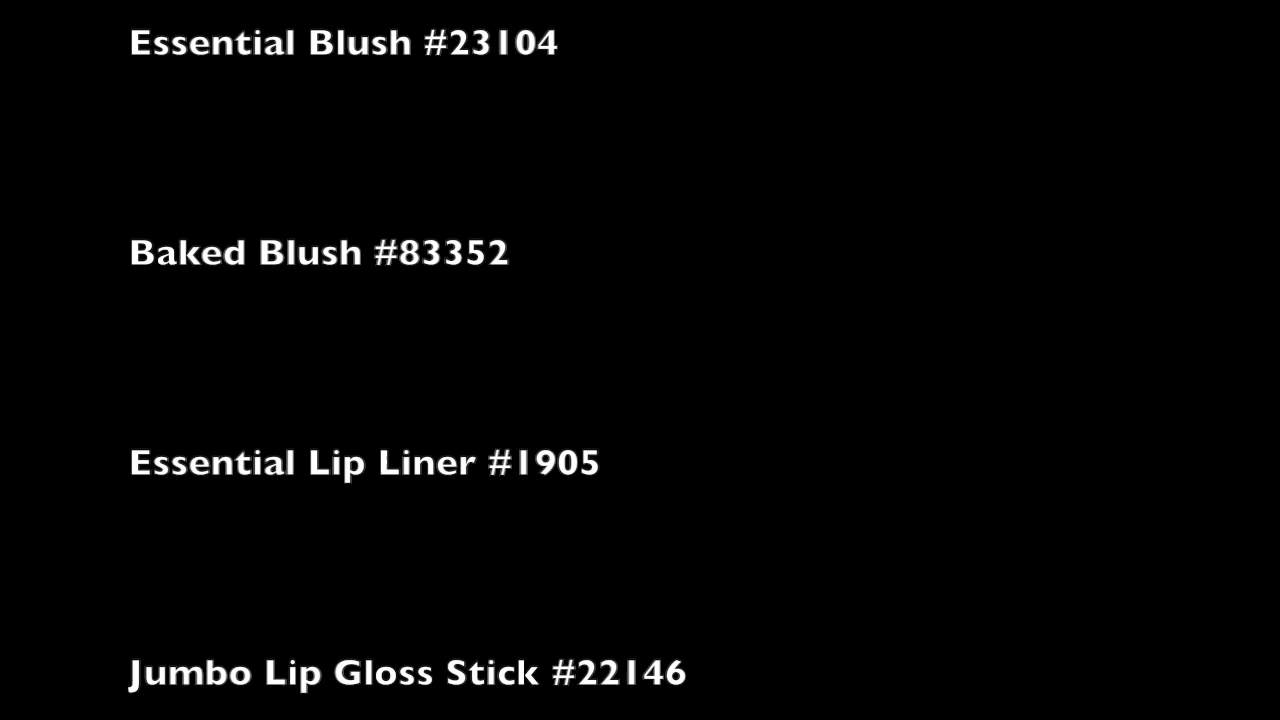 Essential Blush #23104
Baked Blush #83352
Essential Lip Liner #1905
Jumbo Lip Gloss Stick #22146